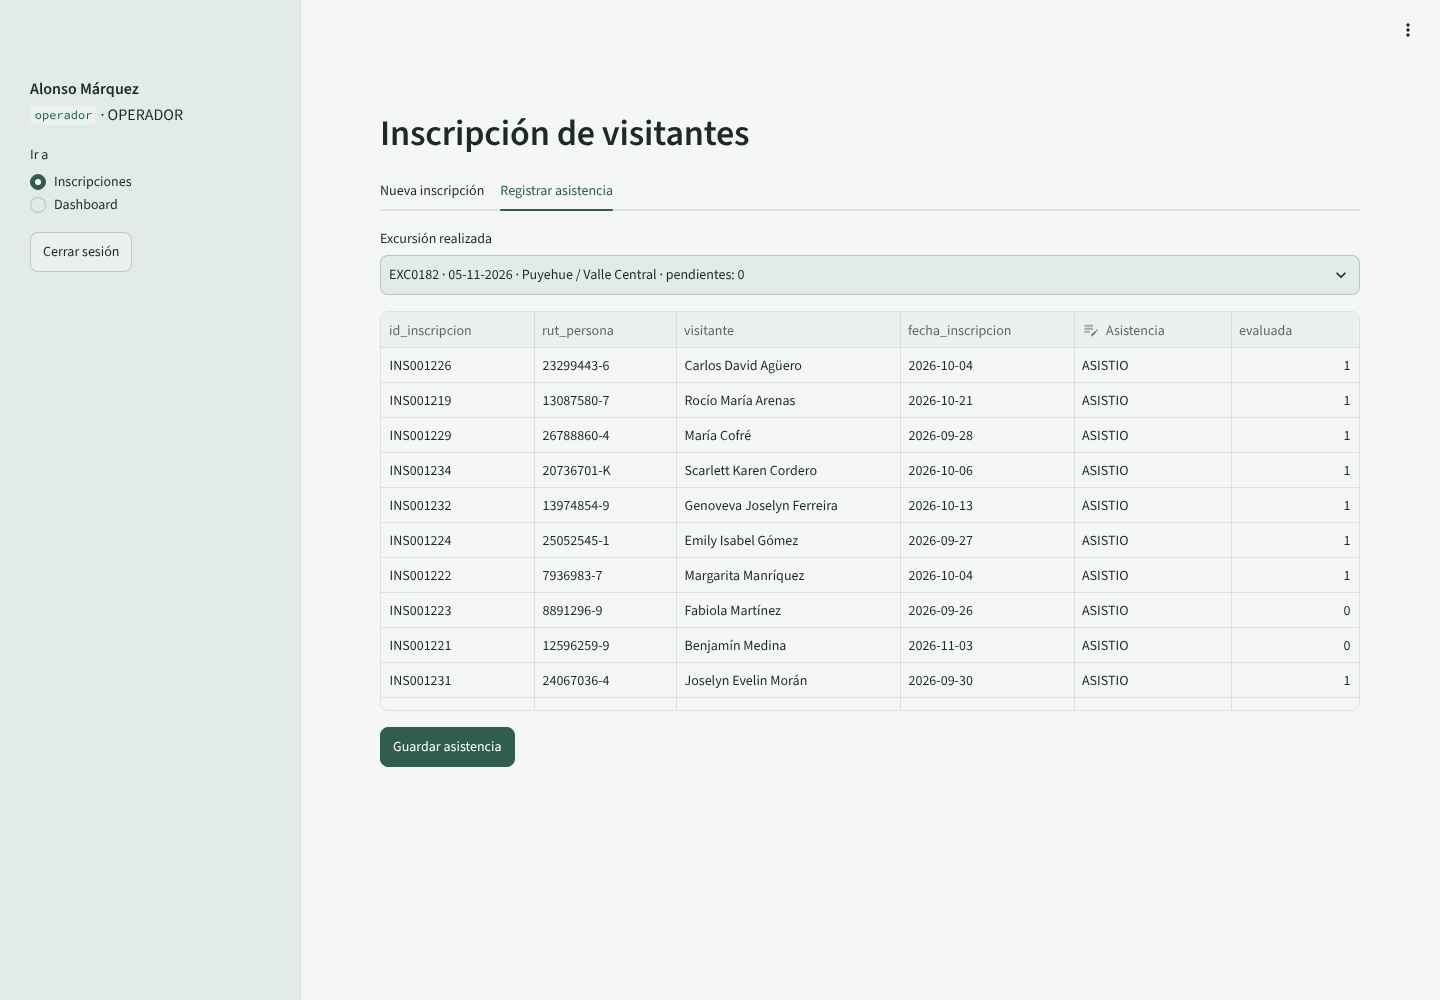 Alonso Márquez
operador · OPERADOR
Ir a
Inscripciones
Dashboard
Cerrar sesión
Inscripción de visitantes
Nueva inscripción Registrar asistencia
Excursión realizada
EXC0182 · 05-11-2026 · Puyehue / Valle Central · pendientes: 0
id_inscripcion rut_persona visitante fecha_inscripcion Asistencia evaluada
INS001226 23299443-6 Carlos David Agüero 2026-10-04 ASISTIO 1
INS001219 13087580-7 Rocío María Arenas 2026-10-21 ASISTIO 1
INS001229 26788860-4 María Cofré 2026-09-28 ASISTIO 1
INS001234 20736701-K Scarlett Karen Cordero 2026-10-06 ASISTIO 1
INS001232 13974854-9 Genoveva Joselyn Ferreira 2026-10-13 ASISTIO 1
INS001224 25052545-1 Emily Isabel Gómez 2026-09-27 ASISTIO 1
INS001222 7936983-7 Margarita Manríquez 2026-10-04 ASISTIO 1
INS001223 8891296-9 Fabiola Martínez 2026-09-26 ASISTIO 0
INS001221 12596259-9 Benjamín Medina 2026-11-03 ASISTIO 0
INS001231 24067036-4 Joselyn Evelin Morán 2026-09-30 ASISTIO 1
Guardar asistencia